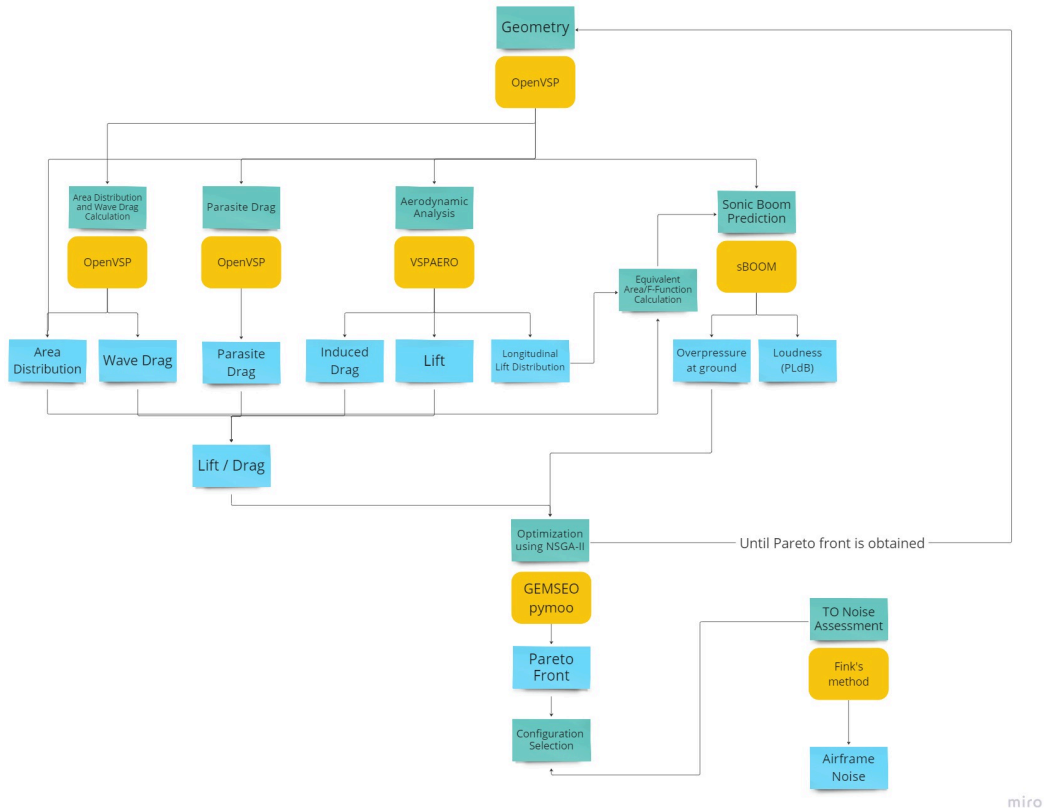 Geometry
OpenVSP
Area Distribution
and Wave Drag
Calculation
OpenVSP
Parasite Drag
OpenVSP
Aerodynamic
Analysis
VSPAERO
Sonic Boom
Prediction
sBOOM
Equivalent
Area/F-Function
Calculation
Area
Distribution
Wave Drag
Parasite
Drag
Induced
Drag
Lift
Longitudinal
Lift Distribution
Overpressure
at ground
Loudness
(PLdB)
Lift / Drag
Optimization
using NSGA-II
Until Pareto front is obtained
GEMSEO
pymoo
Pareto
Front
Configuration
Selection
TO Noise
Assessment
Fink's
method
Airframe
Noise
miro